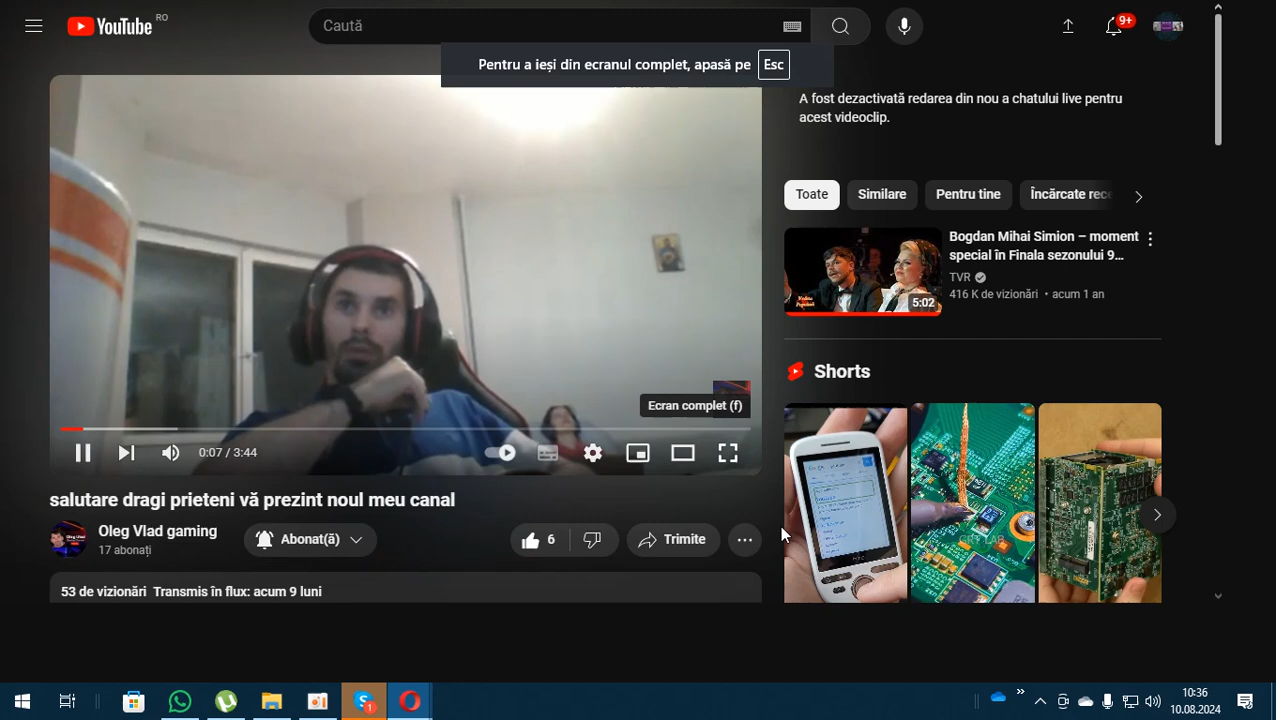 YouTube RO
Caută
9+
Pentru a ieși din ecranul complet, apasă pe Esc
A fost dezactivată redarea din nou a chatului live pentru
acest videoclip.
Toate Similare Pentru tine Încărcate rece
Bogdan Mihai Simion – moment
special în Finala sezonului 9...
TVR
416 K de vizionări • acum 1 an
5:02
Shorts
Ecran complet (f)
0:07 / 3:44
salutare dragi prieteni vă prezint noul meu canal
Oleg Vlad gaming
17 abonați
Abonat(ă)
6
Trimite
53 de vizionări Transmis în flux: acum 9 luni
1
10:36
10.08.2024